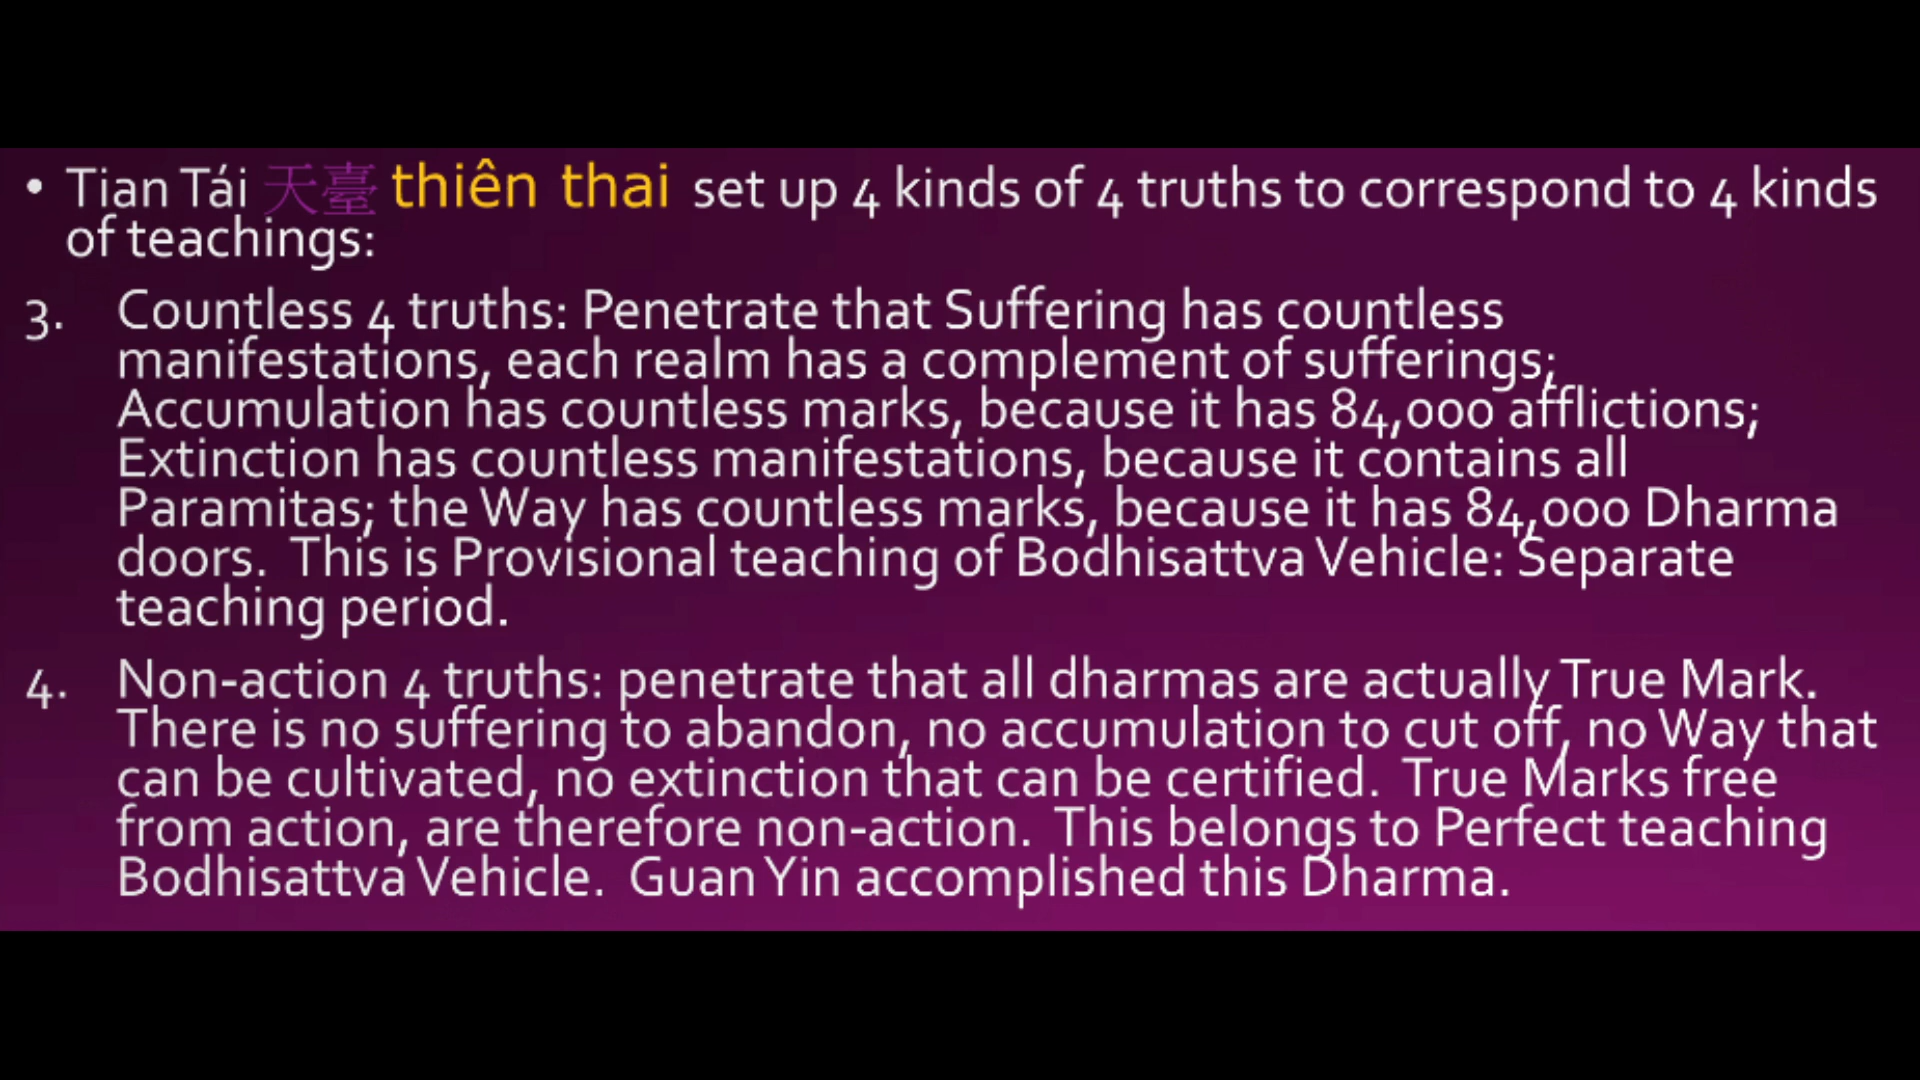 • Tian Tái 天臺 thiên thai set up 4 kinds of 4 truths to correspond to 4 kinds
of teachings:
3. Countless 4 truths: Penetrate that Suffering has countless
manifestations, each realm has a complement of sufferings;
Accumulation has countless marks, because it has 84,000 afflictions;
Extinction has countless manifestations, because it contains all
Paramitas; the Way has countless marks, because it has 84,000 Dharma
doors. This is Provisional teaching of Bodhisattva Vehicle: Separate
teaching period.
4. Non-action 4 truths: penetrate that all dharmas are actually True Mark.
There is no suffering to abandon, no accumulation to cut off, no Way that
can be cultivated, no extinction that can be certified. True Marks free
from action, are therefore non-action. This belongs to Perfect teaching
Bodhisattva Vehicle. Guan Yin accomplished this Dharma.